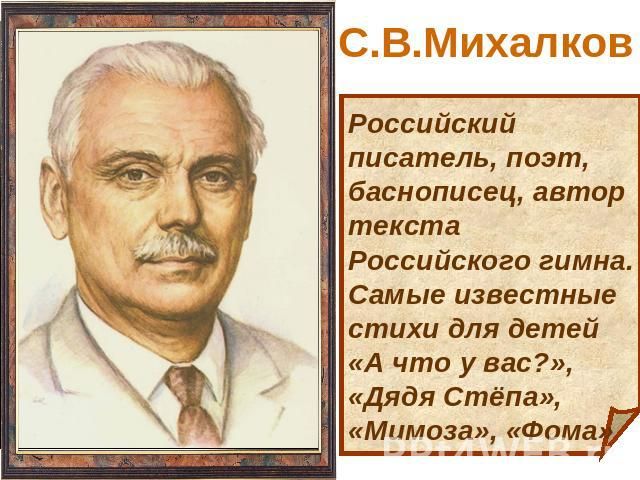 С.В.Михалков
Российский
писатель, поэт,
баснописец, автор
текста
Российского гимна.
Самые известные
стихи для детей
«А что у вас?»,
«Дядя Стёпа»,
«Мимоза», «Фома»